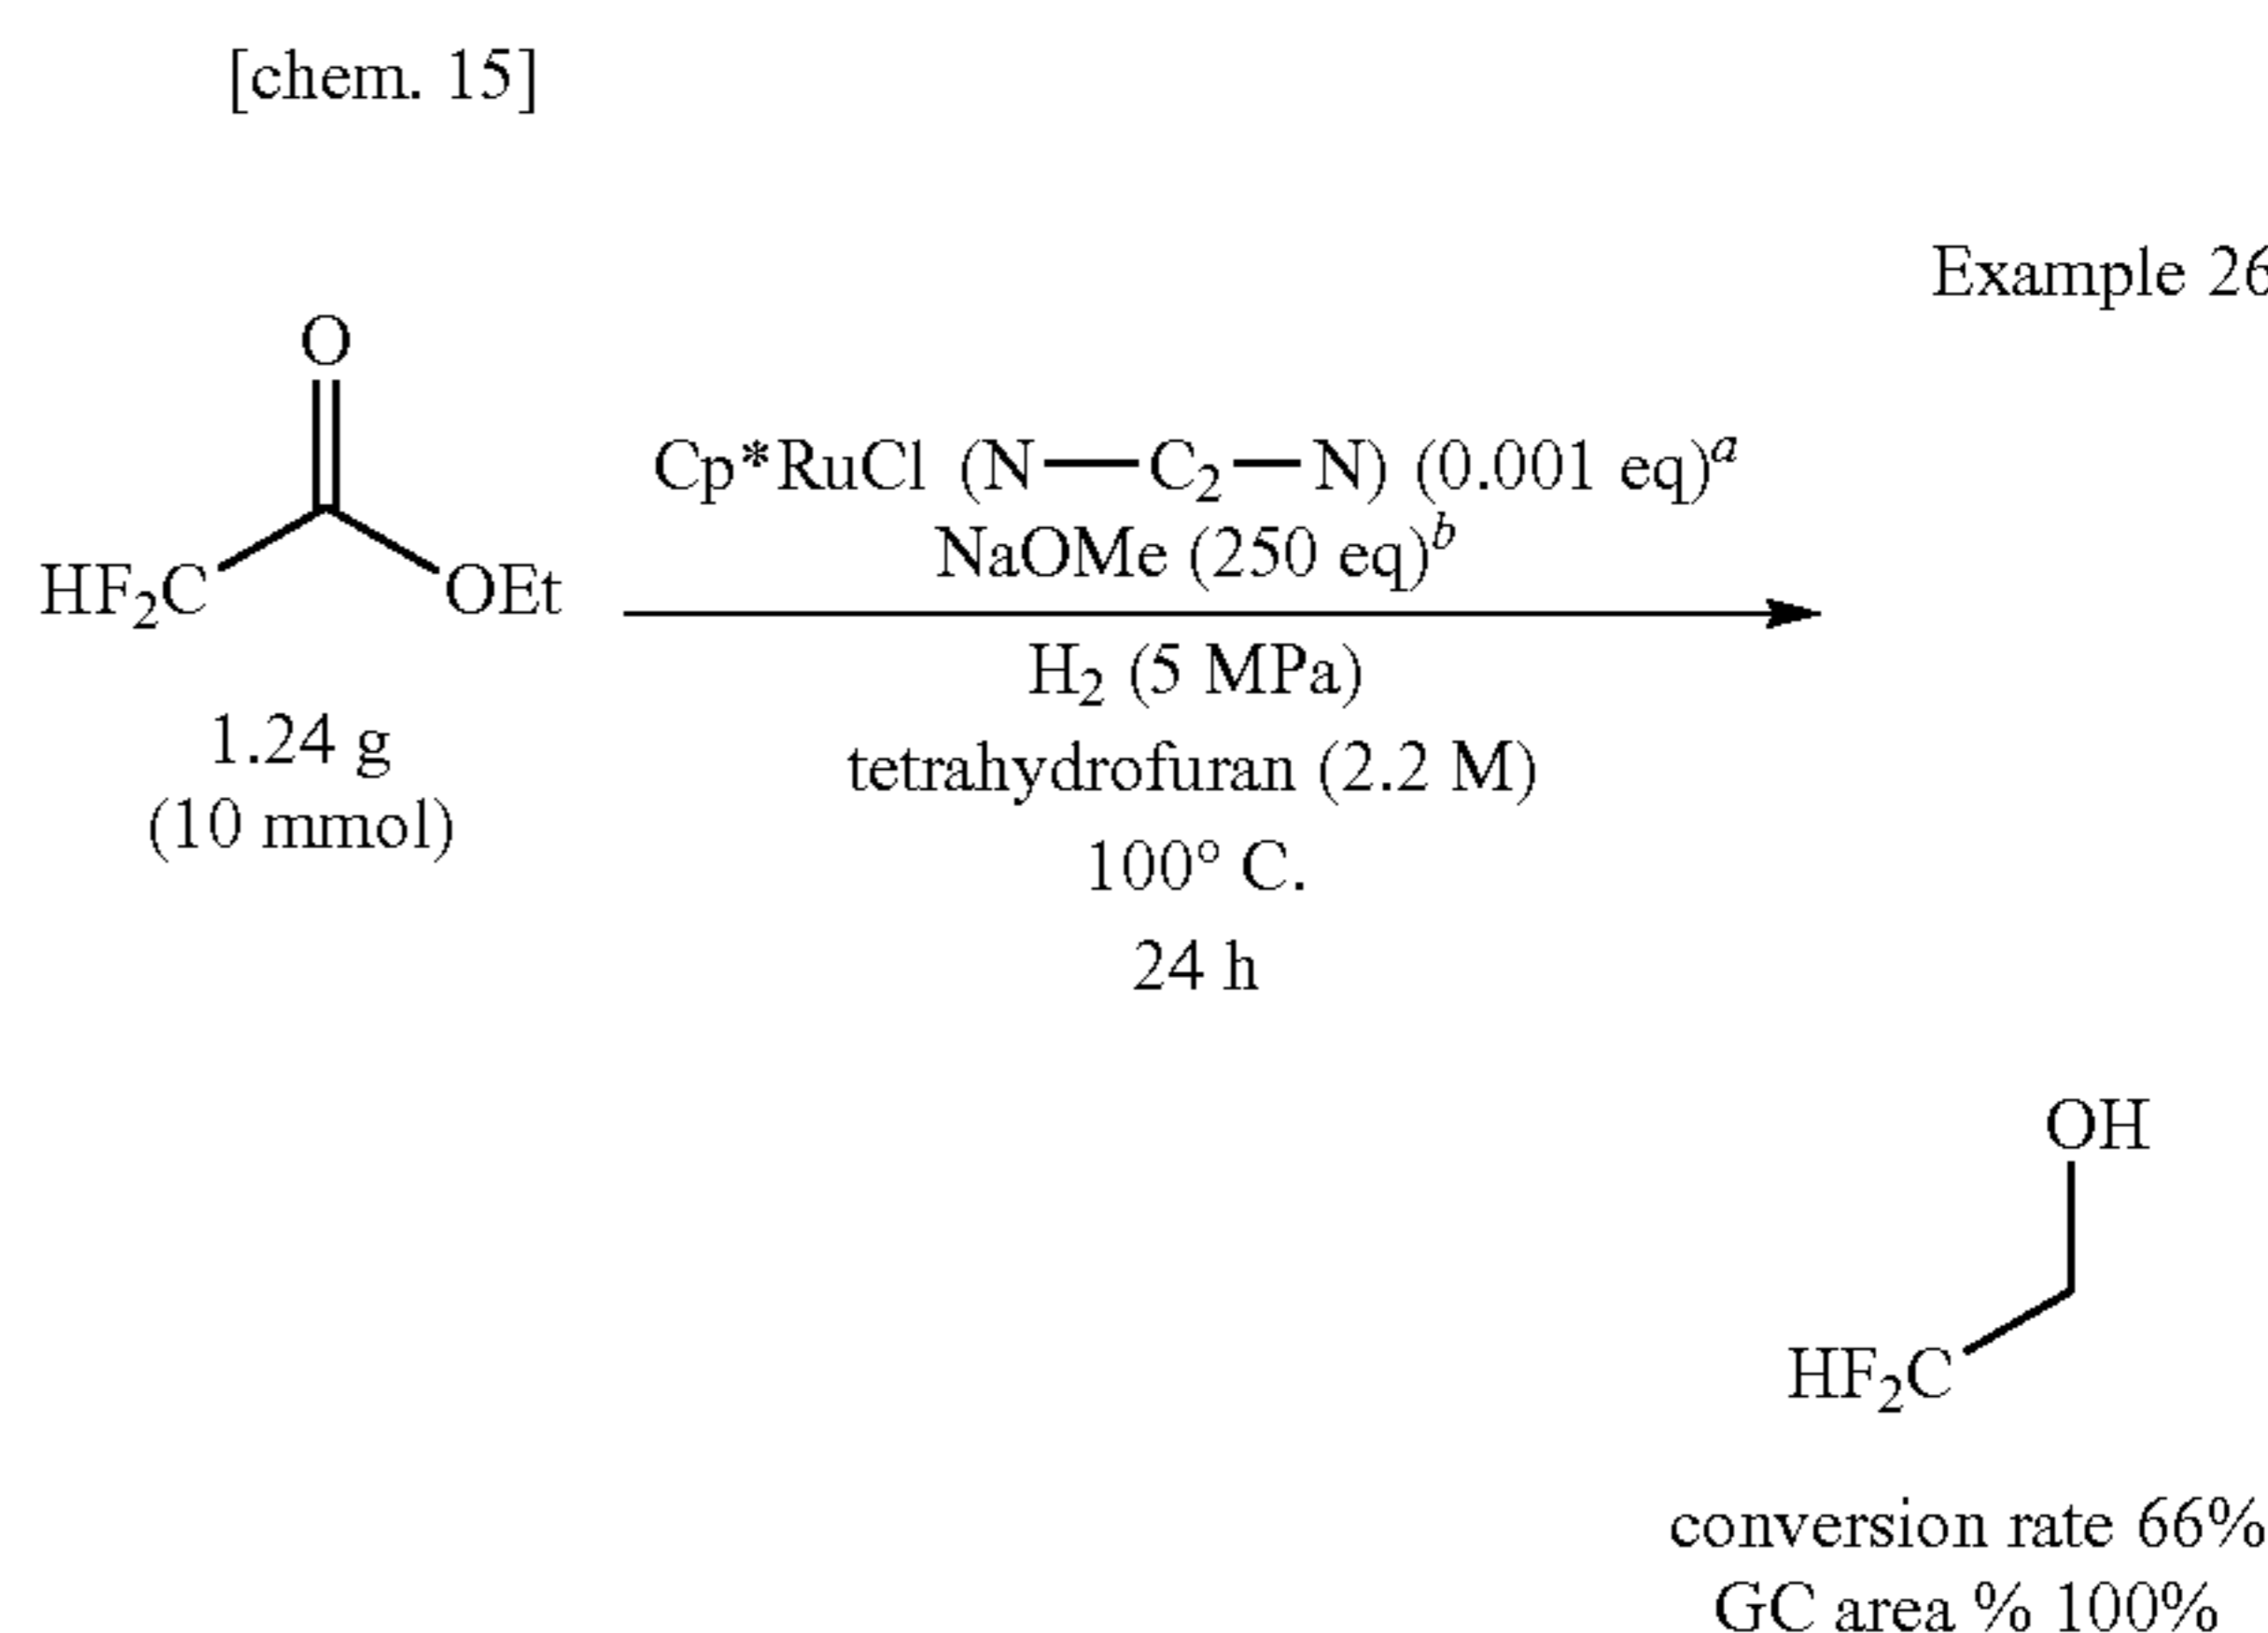 [chem. 15]
Example 26
O
HF₂C
OEt
1.24 g
(10 mmol)
Cp*RuCl (N—C₂—N) (0.001 eq)ᵃ
NaOMe (250 eq)ᵇ
H₂ (5 MPa)
tetrahydrofuran (2.2 M)
100° C.
24 h
OH
HF₂C
conversion rate 66%
GC area % 100%